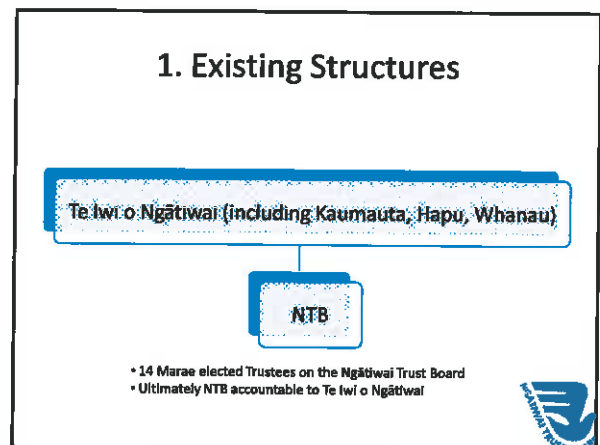 1. Existing Structures
Te Iwi o Ngātiwai (including Kaumauta, Hapu, Whanau)
NTB
• 14 Marae elected Trustees on the Ngātiwai Trust Board
• Ultimately NTB accountable to Te Iwi o Ngātiwai